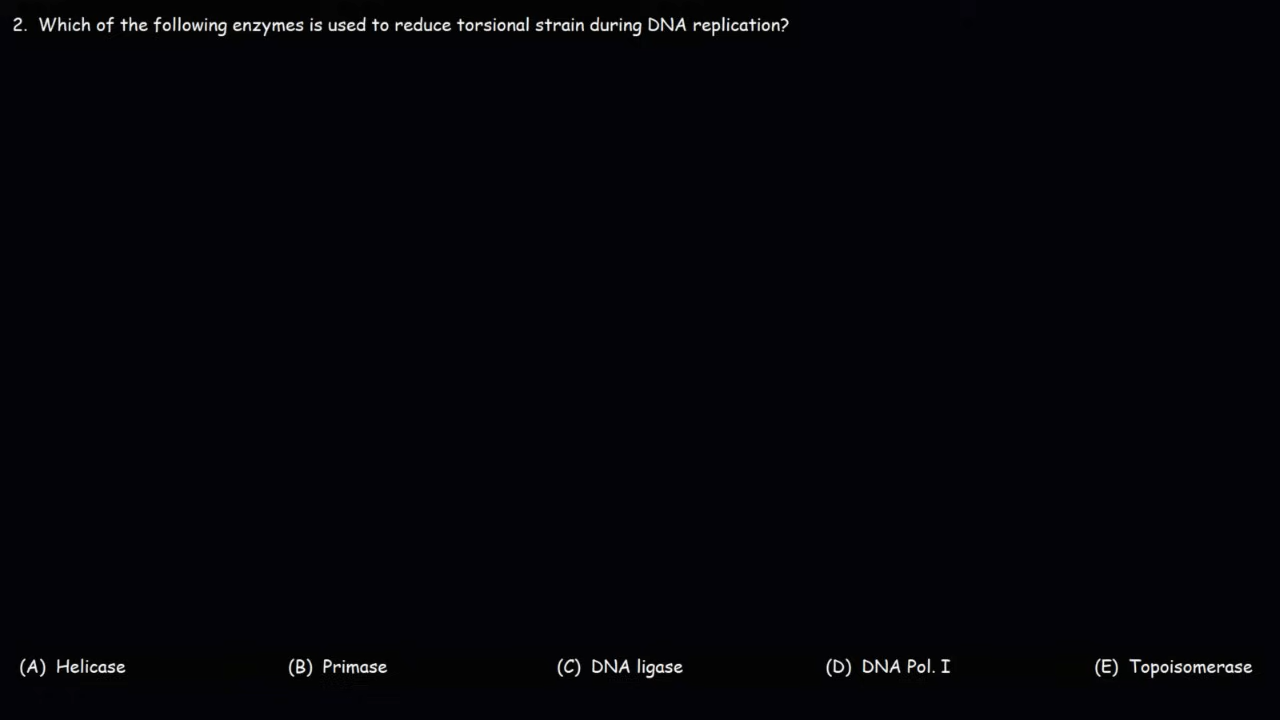 2. Which of the following enzymes is used to reduce torsional strain during DNA replication?
(A) Helicase (B) Primase (C) DNA ligase (D) DNA Pol. I (E) Topoisomerase